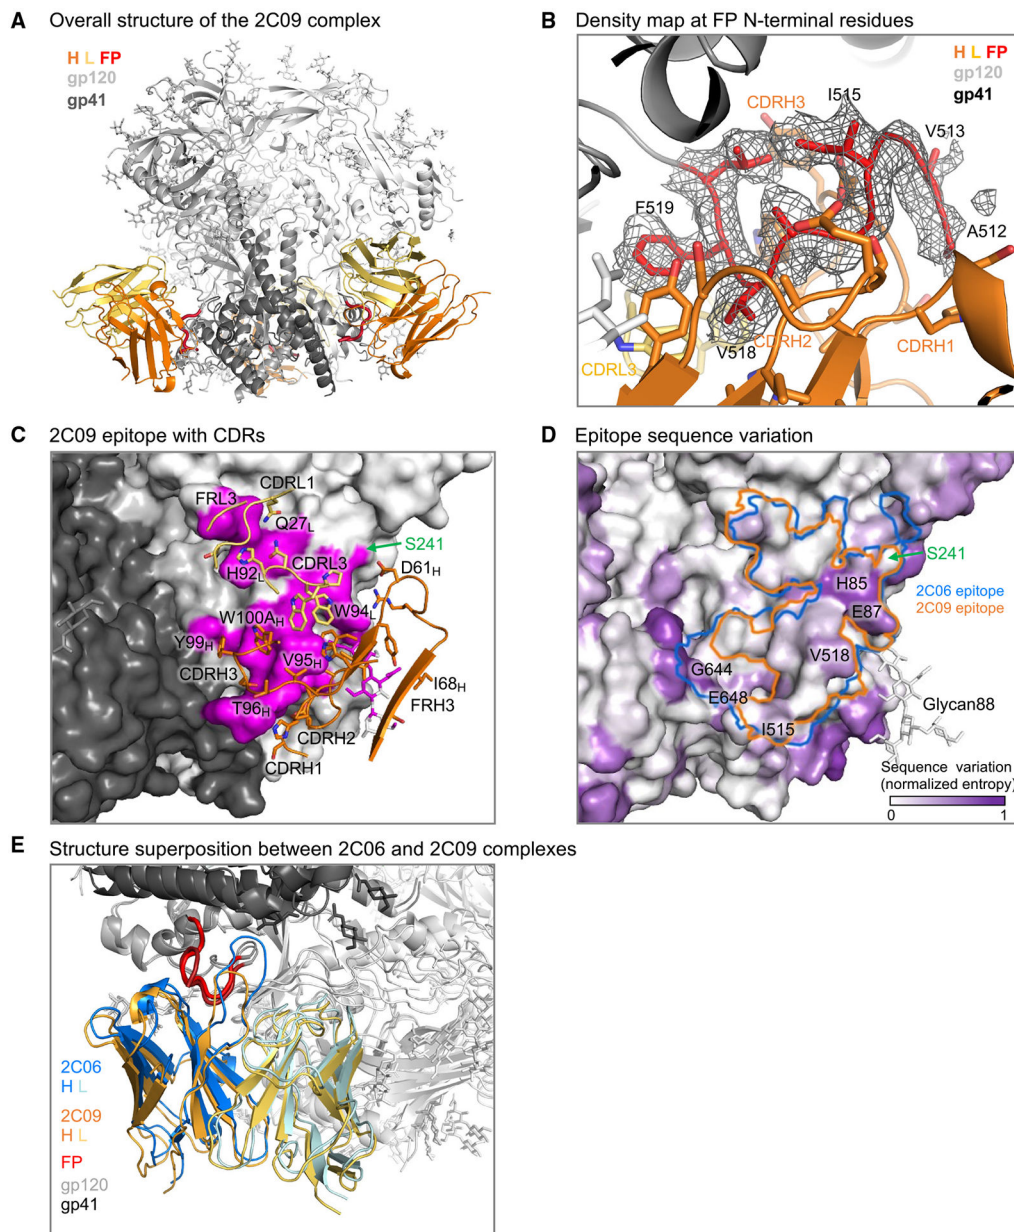 A Overall structure of the 2C09 complex
H L FP
gp120
gp41
B Density map at FP N-terminal residues
H L FP
gp120
gp41
CDRH3
I515
V513
F519
A512
V518
CDRH2
CDRH1
CDRL3
C 2C09 epitope with CDRs
FRL3
CDRL1
Q27L
S241
H92L
CDRL3
D61H
W100AH
W94L
Y99H
V95H
CDRH3
I68H
T96H
FRH3
CDRH2
CDRH1
D Epitope sequence variation
S241
H85
2C06 epitope
2C09 epitope
E87
V518
G644
E648
Glycan88
I515
Sequence variation
(normalized entropy)
0 1
E Structure superposition between 2C06 and 2C09 complexes
2C06
H L
2C09
H L
FP
gp120
gp41